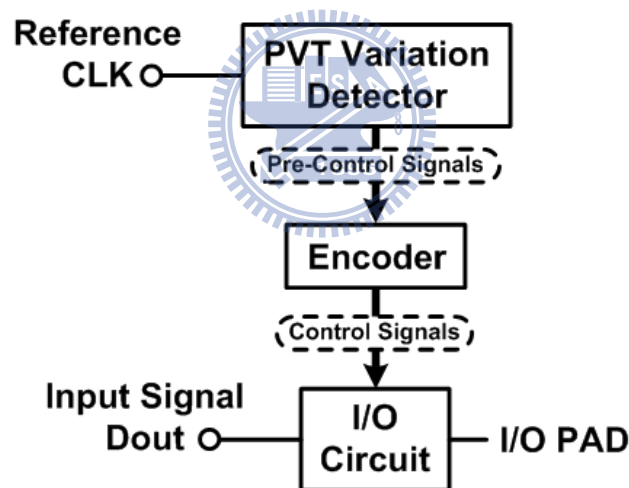 Reference
CLK
PVT Variation
Detector
Pre-Control Signals
Encoder
Control Signals
Input Signal
Dout
I/O
Circuit
I/O PAD